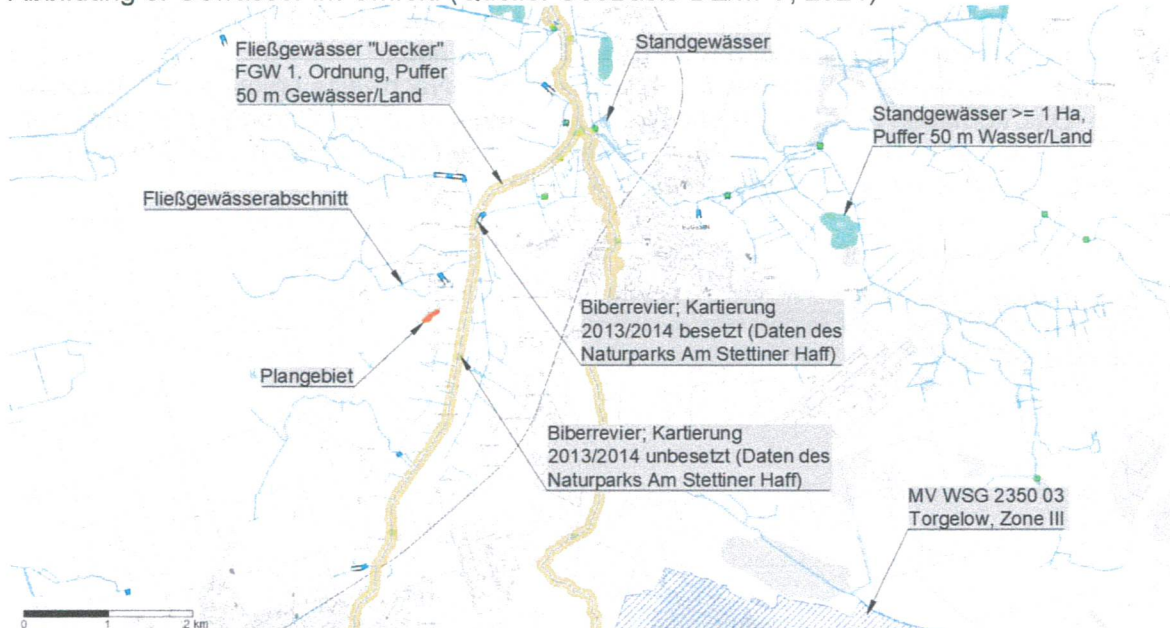 Fließgewässer "Uecker"
FGW 1. Ordnung, Puffer
50 m Gewässer/Land
Standgewässer
Standgewässer >= 1 Ha,
Puffer 50 m Wasser/Land
Fließgewässerabschnitt
Biberrevier; Kartierung
2013/2014 besetzt (Daten des
Naturparks Am Stettiner Haff)
Plangebiet
Biberrevier; Kartierung
2013/2014 unbesetzt (Daten des
Naturparks Am Stettiner Haff)
MV WSG 2350 03
Torgelow, Zone III
0 1 2 km